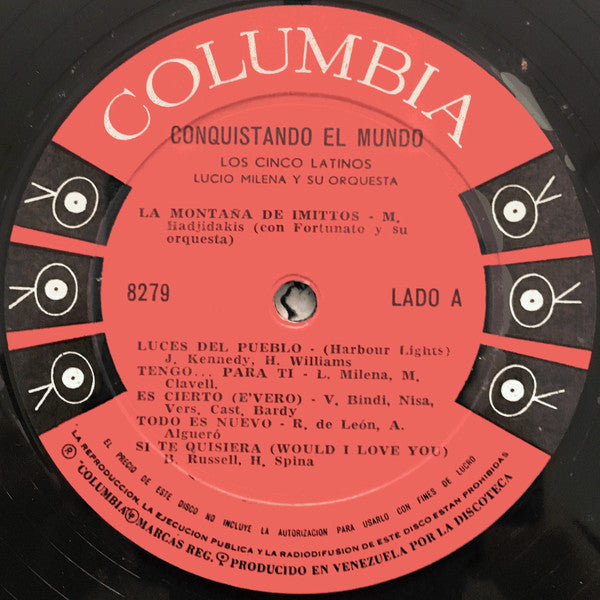 COLUMBIA
CONQUISTANDO EL MUNDO
LOS CINCO LATINOS
LUCIO MILENA Y SU ORQUESTA
LA MONTAÑA DE IMITTOS - M.
Hadjidakis (con Fortunato y su
orquesta)
8279
LADO A
LUCES DEL PUEBLO - (Harbour Lights)
J. Kennedy, H. Williams
TENGO... PARA TI - L. Milena, M.
Clavell.
ES CIERTO (E'VERO) - V. Bindi, Nisa,
Vers. Cast. Bardy
TODO ES NUEVO - R. de León, A.
Algueró
SI TE QUISIERA (WOULD I LOVE YOU)
B. Russell, H. Spina
EL PRECIO DE ESTE DISCO NO INCLUYE LA AUTORIZACION PARA USARLO CON FINES DE LUCRO
LA REPRODUCCION, LA EJECUCION PUBLICA Y LA RADIODIFUSION DE ESTE DISCO ESTAN PROHIBIDAS
® "COLUMBIA" Ⓟ MARCAS REG. Ⓟ PRODUCIDO EN VENEZUELA POR LA DISCOTECA